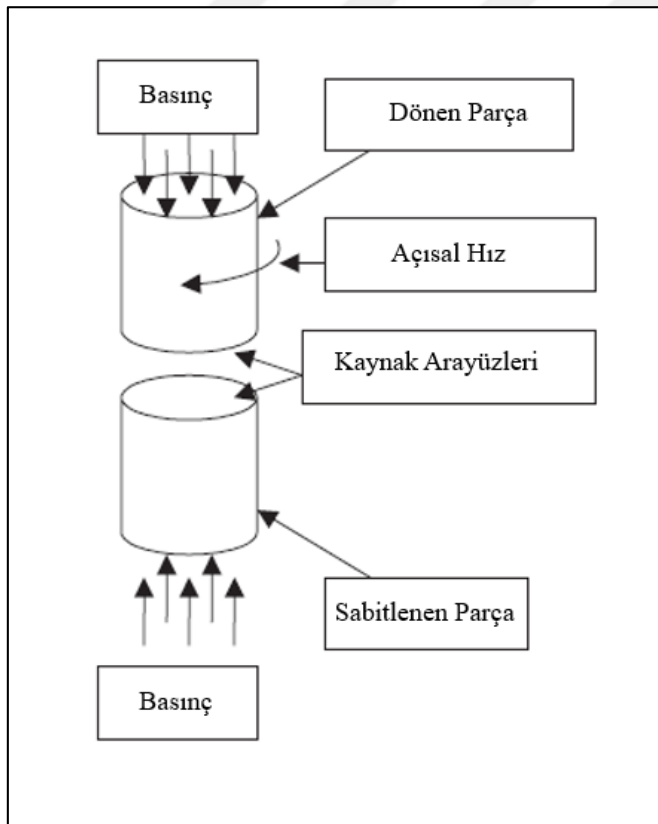 Basınç
Dönen Parça
Açısal Hız
Kaynak Arayüzleri
Sabitlenen Parça
Basınç